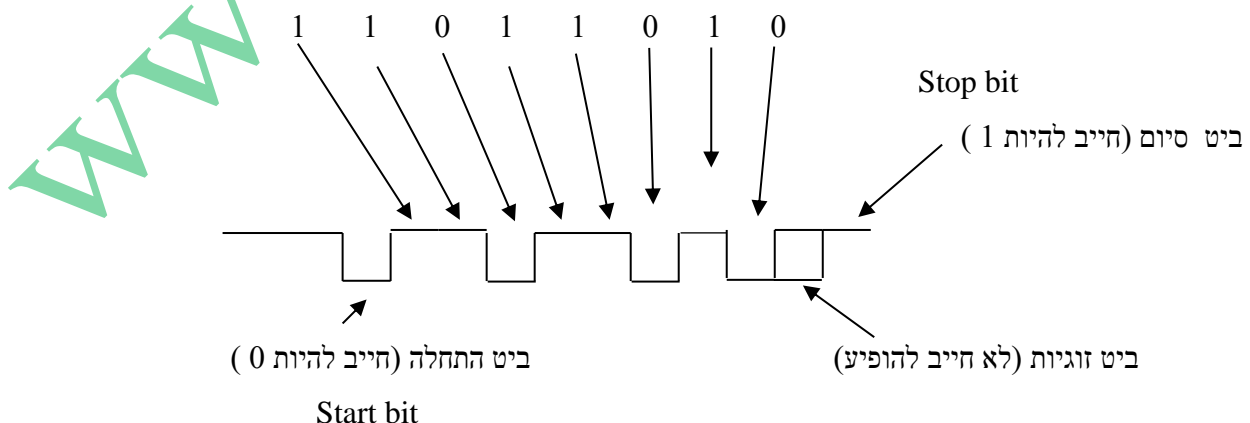 1 1 0 1 1 0 1 0
Stop bit
ביט סיום (חייב להיות 1 )
ביט התחלה (חייב להיות 0 )
ביט זוגיות (לא חייב להופיע)
Start bit